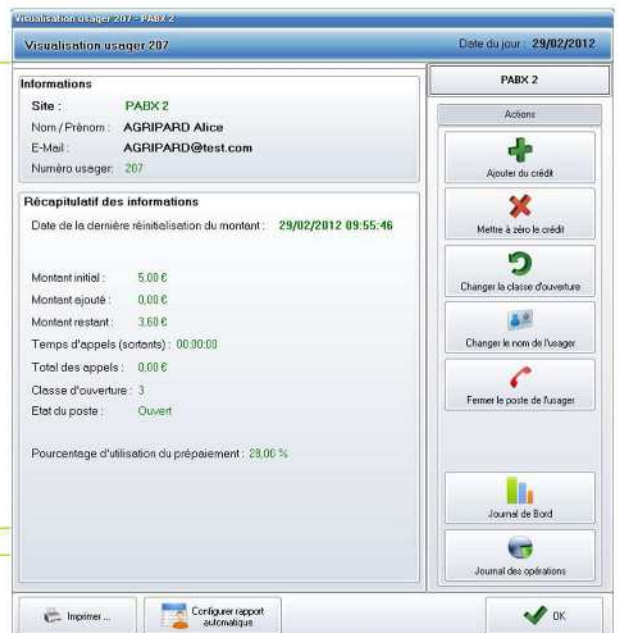 Visualisation usager 207 - PABX 2
Visualisation usager 207
Date du jour : 29/02/2012
Informations
Site : PABX 2
Nom / Prénom : AGRIPARD Alice
E-Mail : AGRIPARD@test.com
Numéro usager: 207
Récapitulatif des informations
Date de la dernière réinitialisation du montant : 29/02/2012 09:55:46
Montant initial : 5,00 €
Montant ajouté : 0,00 €
Montant restant : 3,60 €
Temps d'appels (sortants) : 00:00:00
Total des appels : 0,00 €
Classe d'ouverture : 3
Etat du poste : Ouvert
Pourcentage d'utilisation du prépaiement : 28,00 %
PABX 2
Actions
Ajouter du crédit
Mettre à zéro le crédit
Changer la classe d'ouverture
Changer le nom de l'usager
Fermer le poste de l'usager
Journal de Bord
Journal des opérations
Imprimer ...
Configurer rapport
automatique
OK